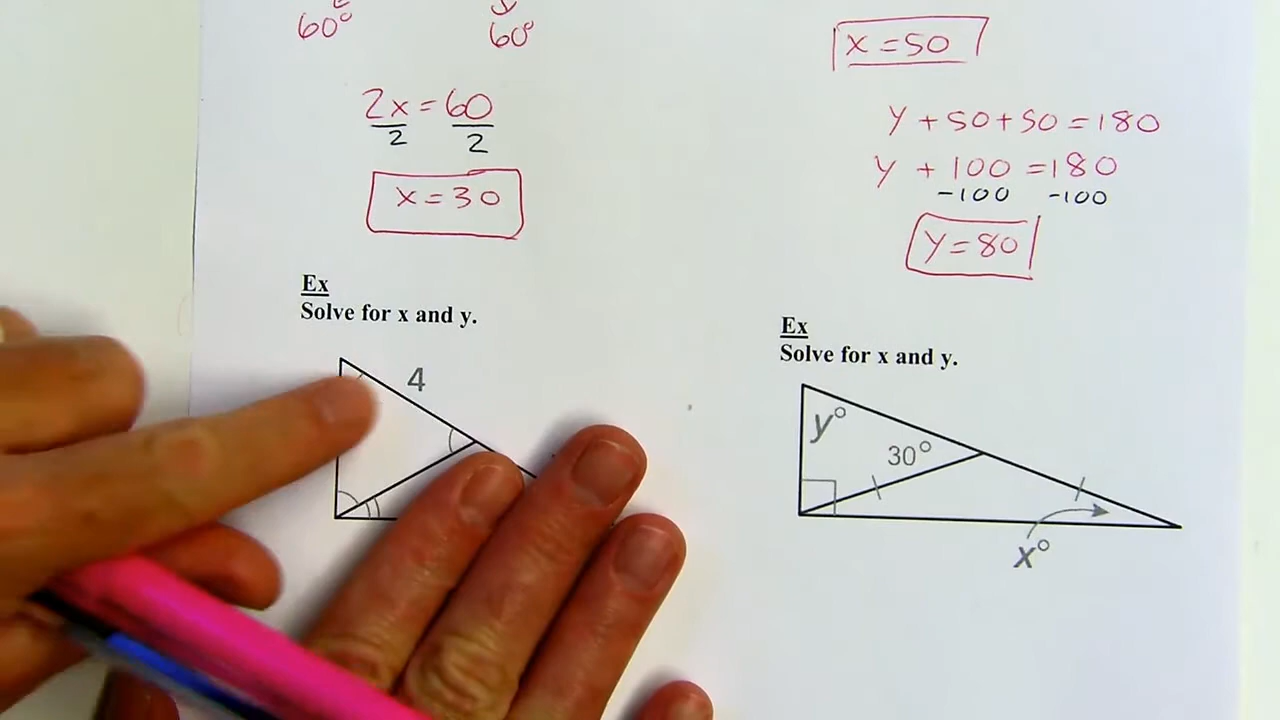 60°
60°
2x = 60
2 2
x = 30
x = 50
y + 50 + 50 = 180
y + 100 = 180
-100 -100
y = 80
Ex
Solve for x and y.
4
Ex
Solve for x and y.
y°
30°
x°